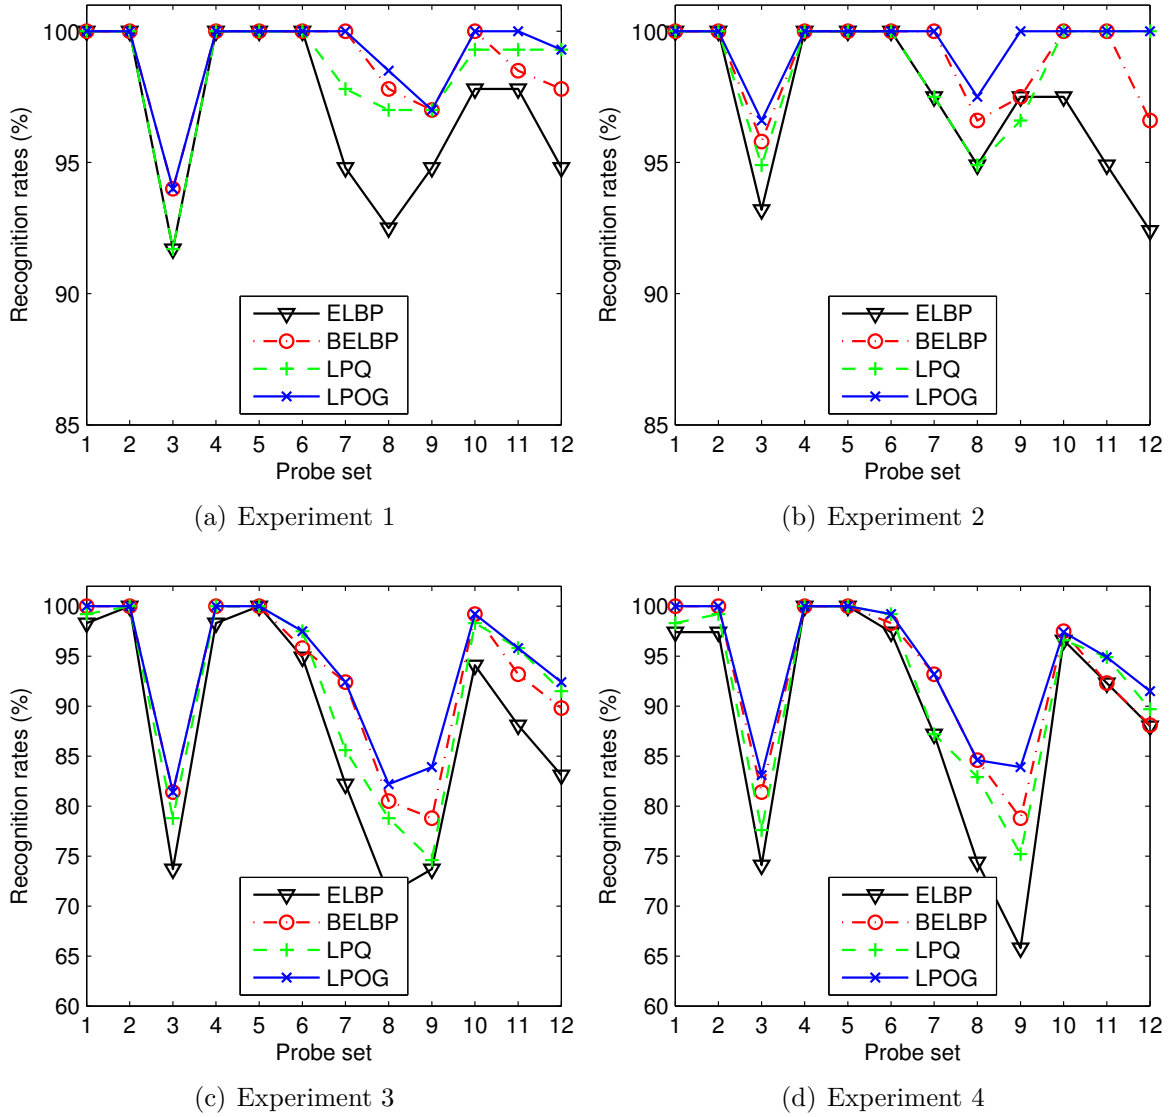 100
95
90
85
Recognition rates (%)
ELBP
BELBP
LPQ
LPOG
1 2 3 4 5 6 7 8 9 10 11 12
Probe set
(a) Experiment 1
100
95
90
85
Recognition rates (%)
ELBP
BELBP
LPQ
LPOG
1 2 3 4 5 6 7 8 9 10 11 12
Probe set
(b) Experiment 2
100
95
90
85
80
75
70
65
60
Recognition rates (%)
ELBP
BELBP
LPQ
LPOG
1 2 3 4 5 6 7 8 9 10 11 12
Probe set
(c) Experiment 3
100
95
90
85
80
75
70
65
60
Recognition rates (%)
ELBP
BELBP
LPQ
LPOG
1 2 3 4 5 6 7 8 9 10 11 12
Probe set
(d) Experiment 4